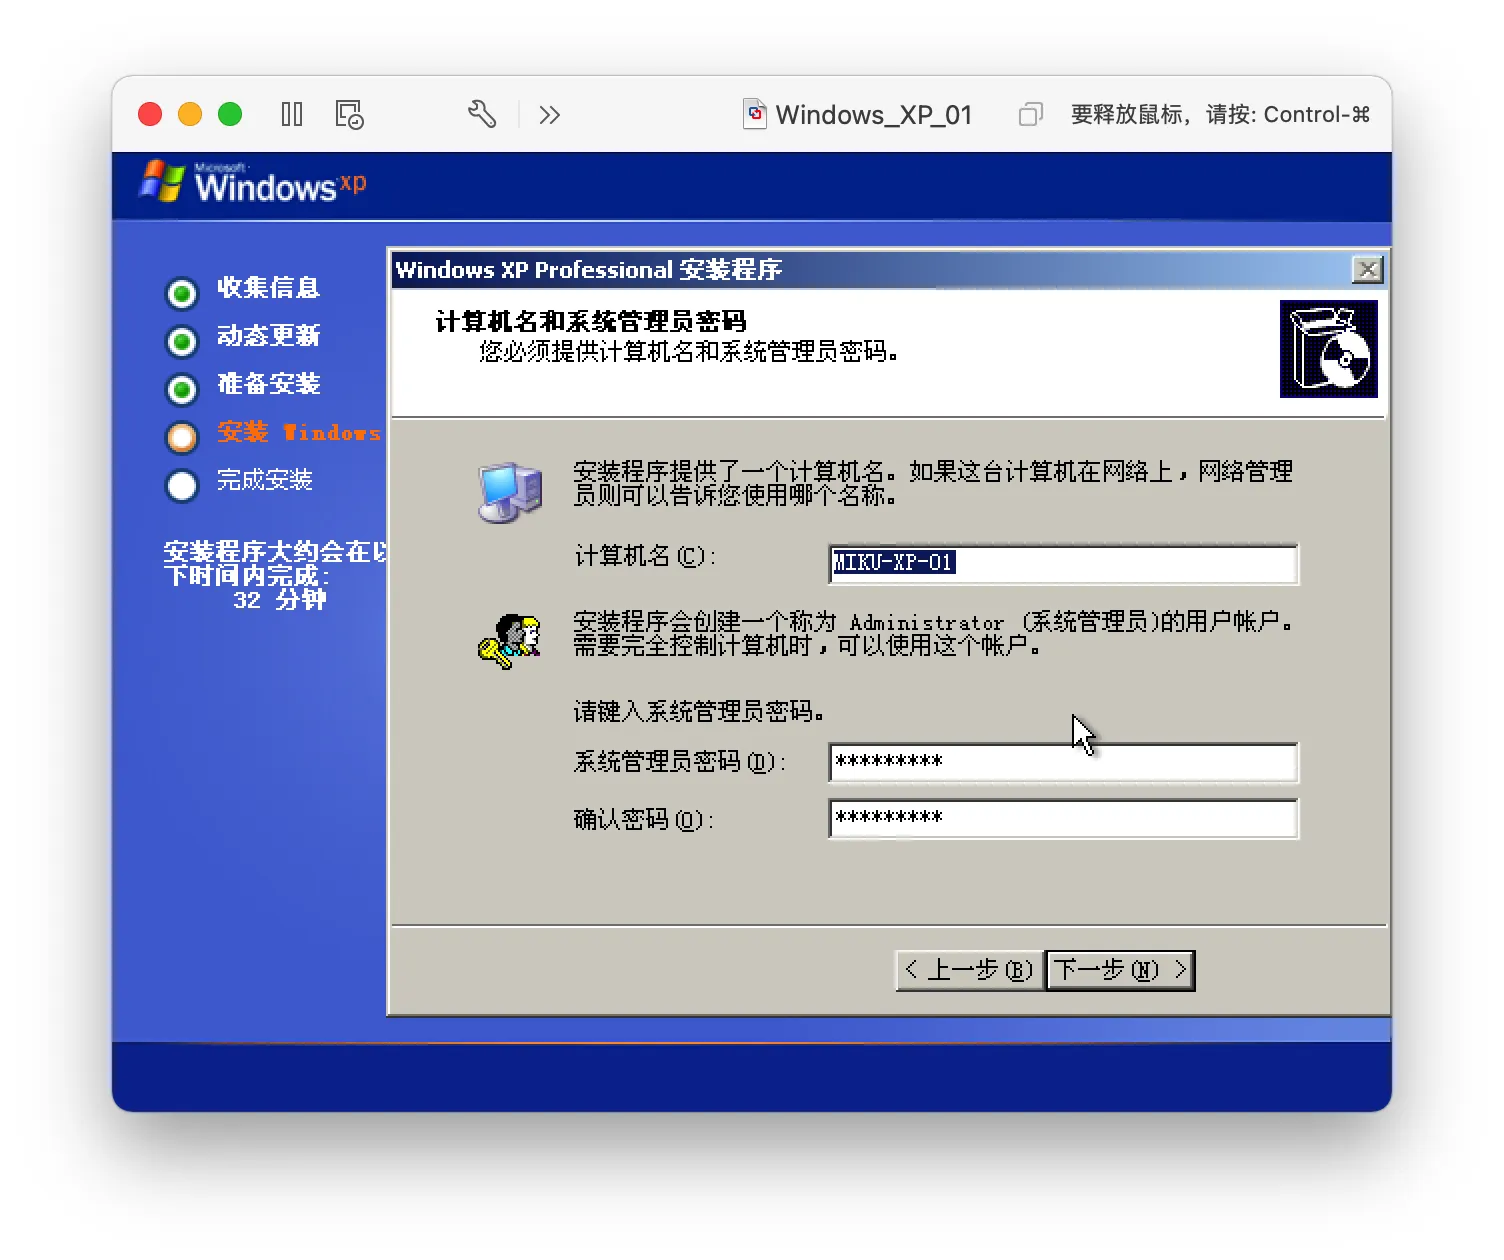 Windows_XP_01
要释放鼠标，请按: Control-⌘
Microsoft
Windows xp
收集信息
动态更新
准备安装
安装 Windows
完成安装
安装程序大约会在以
下时间内完成:
32 分钟
Windows XP Professional 安装程序
计算机名和系统管理员密码
您必须提供计算机名和系统管理员密码。
安装程序提供了一个计算机名。如果这台计算机在网络上，网络管理
员则可以告诉您使用哪个名称。
计算机名(C):
MIKU-XP-01
安装程序会创建一个称为 Administrator (系统管理员)的用户帐户。
需要完全控制计算机时，可以使用这个帐户。
请键入系统管理员密码。
系统管理员密码(D):
*********
确认密码(O):
*********
< 上一步(B)
下一步(N) >